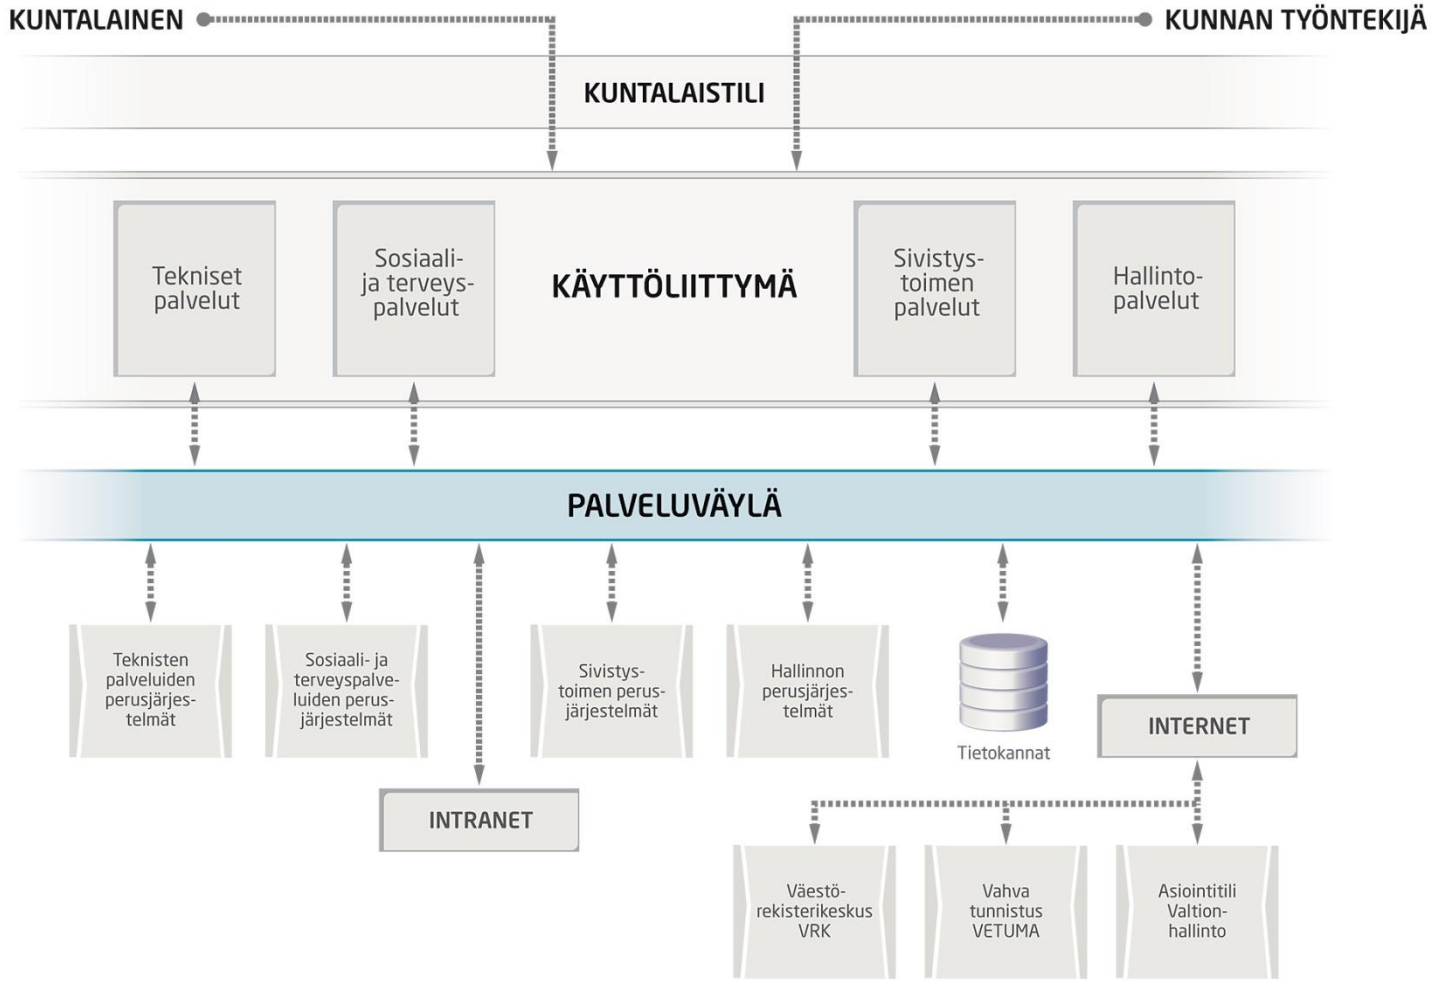 KUNTALAINEN
KUNNAN TYÖNTEKIJÄ
KUNTALAISTILI
Tekniset
palvelut
Sosiaali-
ja terveys-
palvelut
KÄYTTÖLIITTYMÄ
Sivistys-
toimen
palvelut
Hallinto-
palvelut
PALVELUVÄYLÄ
Teknisten
palveluiden
perusjärjes-
telmät
Sosiaali- ja
terveyspalve-
luiden perus-
järjestelmät
Sivistys-
toimen perus-
järjestelmät
Hallinnon
perusjärjes-
telmät
Tietokannat
INTERNET
INTRANET
Väestö-
rekisterikeskus
VRK
Vahva
tunnistus
VETUMA
Asiointitili
Valtion-
hallinto